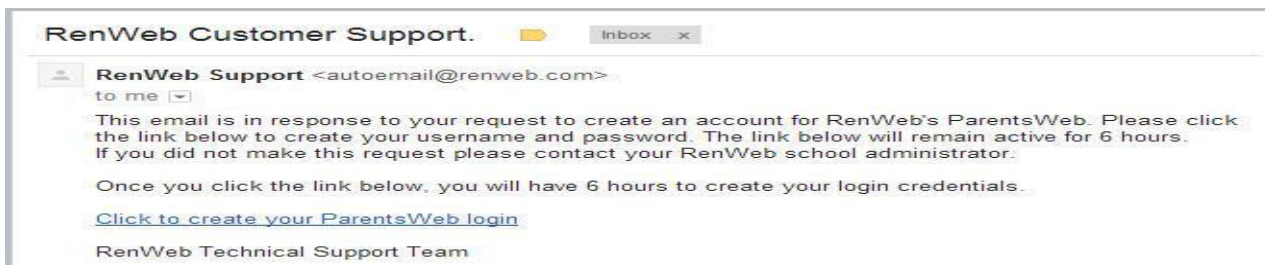 RenWeb Customer Support.
Inbox x
RenWeb Support <autoemail@renweb.com>
to me
This email is in response to your request to create an account for RenWeb's ParentsWeb. Please click
the link below to create your username and password. The link below will remain active for 6 hours.
If you did not make this request please contact your RenWeb school administrator.
Once you click the link below, you will have 6 hours to create your login credentials.
Click to create your ParentsWeb login
RenWeb Technical Support Team